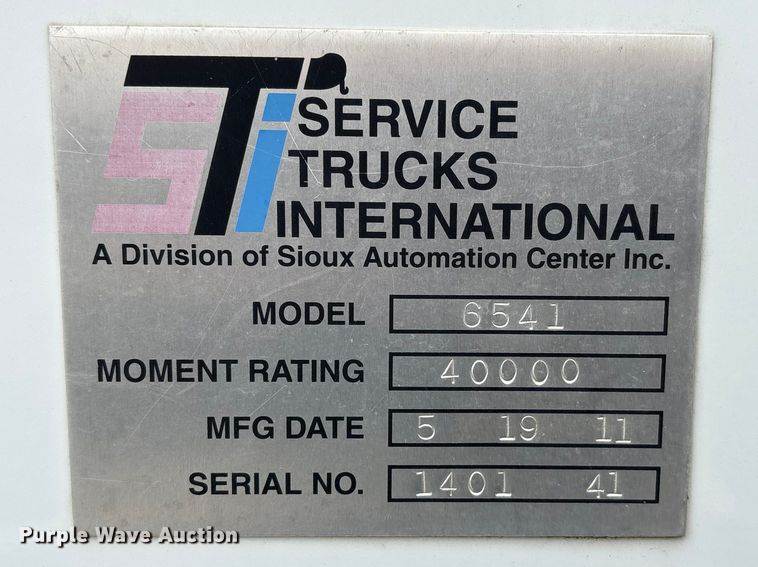 STi SERVICE
TRUCKS
INTERNATIONAL
A Division of Sioux Automation Center Inc.
MODEL 6541
MOMENT RATING 40000
MFG DATE 5 19 11
SERIAL NO. 1401 41
Purple Wave Auction